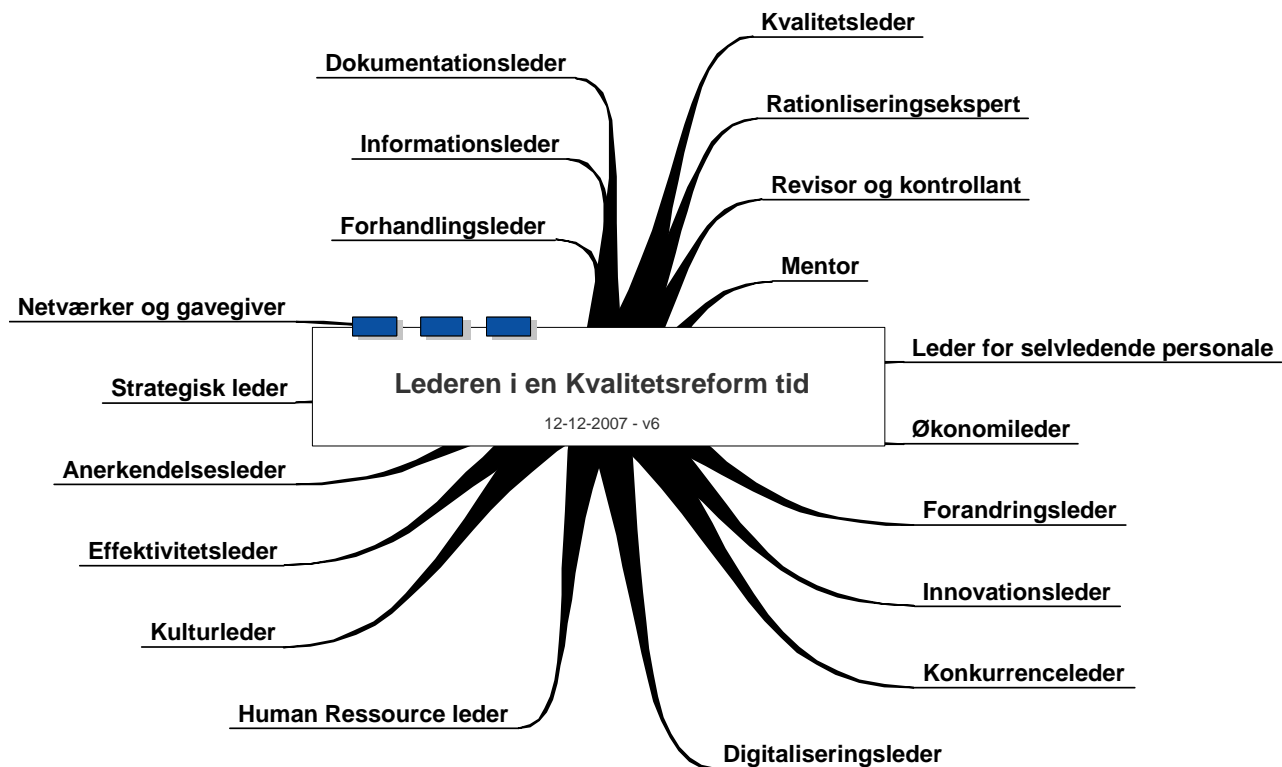 Kvalitetsleder
Dokumentationsleder
Rationliseringsekspert
Informationsleder
Revisor og kontrollant
Forhandlingsleder
Mentor
Netværker og gavegiver
Leder for selvledende personale
Lederen i en Kvalitetsreform tid
Strategisk leder
12-12-2007 - v6
Økonomileder
Anerkendelsesleder
Forandringsleder
Effektivitetsleder
Innovationsleder
Kulturleder
Konkurrenceleder
Human Ressource leder
Digitaliseringsleder